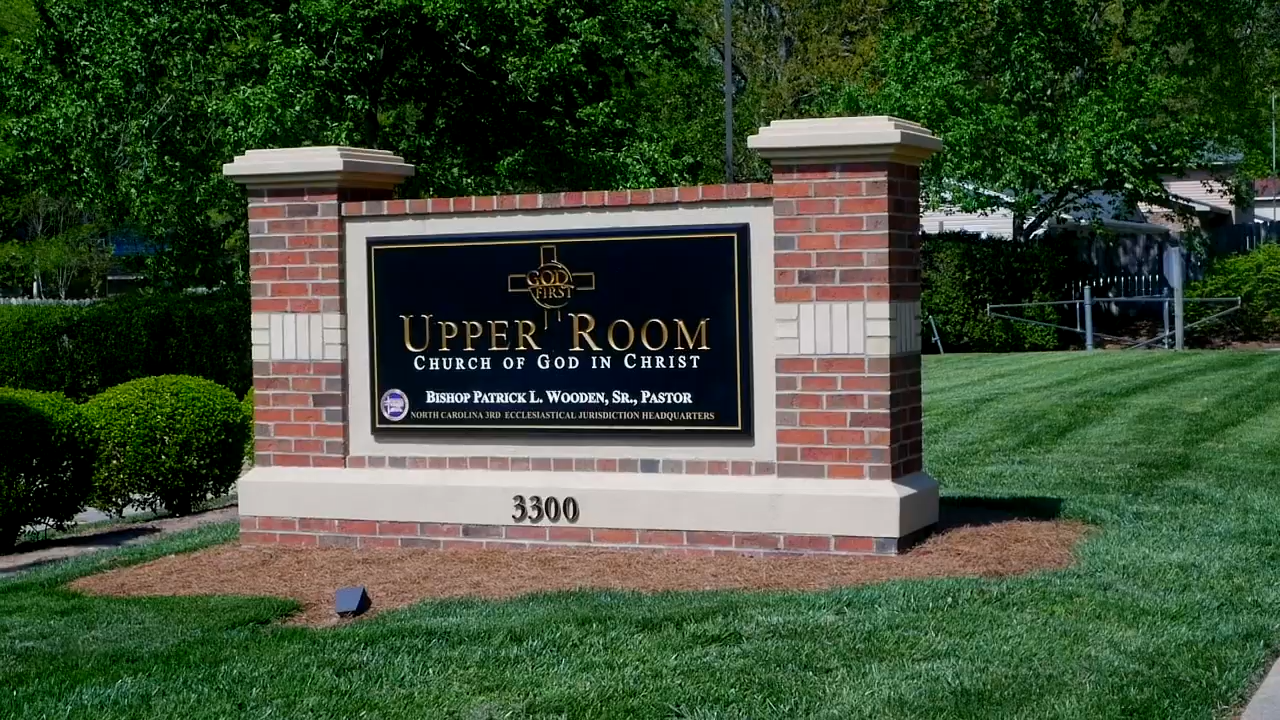 GOD
FIRST
UPPER ROOM
CHURCH OF GOD IN CHRIST
BISHOP PATRICK L. WOODEN, SR., PASTOR
NORTH CAROLINA 3RD ECCLESIASTICAL JURISDICTION HEADQUARTERS
3300